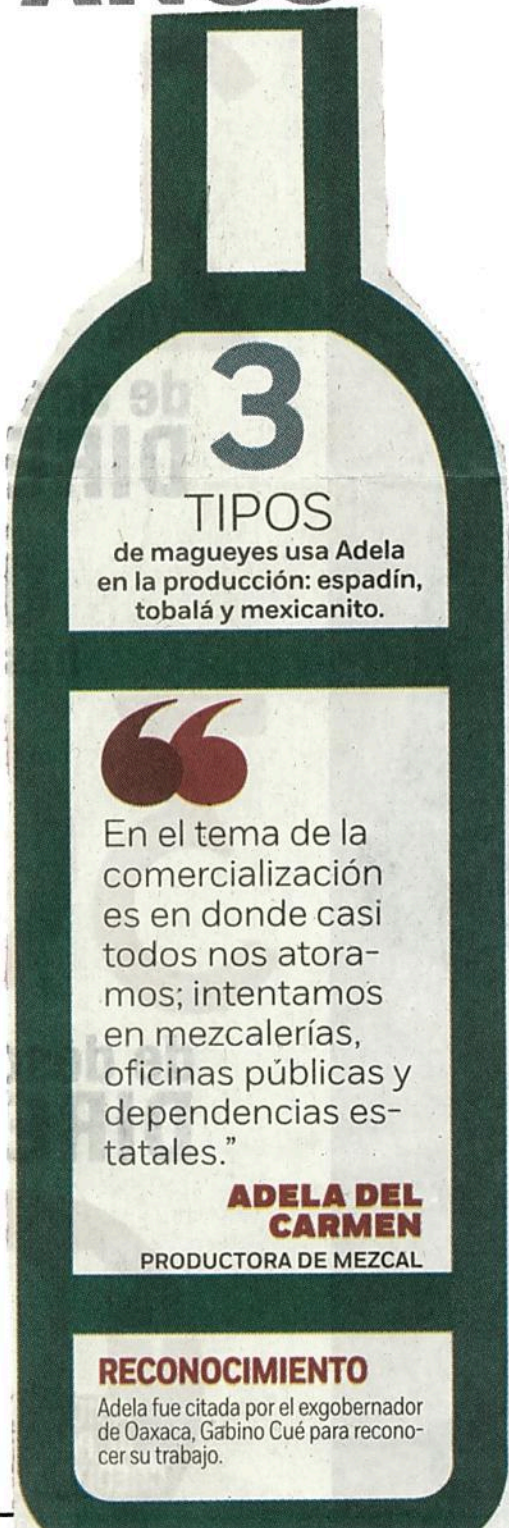 3
TIPOS
de magueyes usa Adela
en la producción: espadín,
tobalá y mexicanito.
“
En el tema de la
comercialización
es en donde casi
todos nos atora-
mos; intentamos
en mezcalerías,
oficinas públicas y
dependencias es-
tatales.”
ADELA DEL
CARMEN
PRODUCTORA DE MEZCAL
RECONOCIMIENTO
Adela fue citada por el exgobernador
de Oaxaca, Gabino Cué para recono-
cer su trabajo.